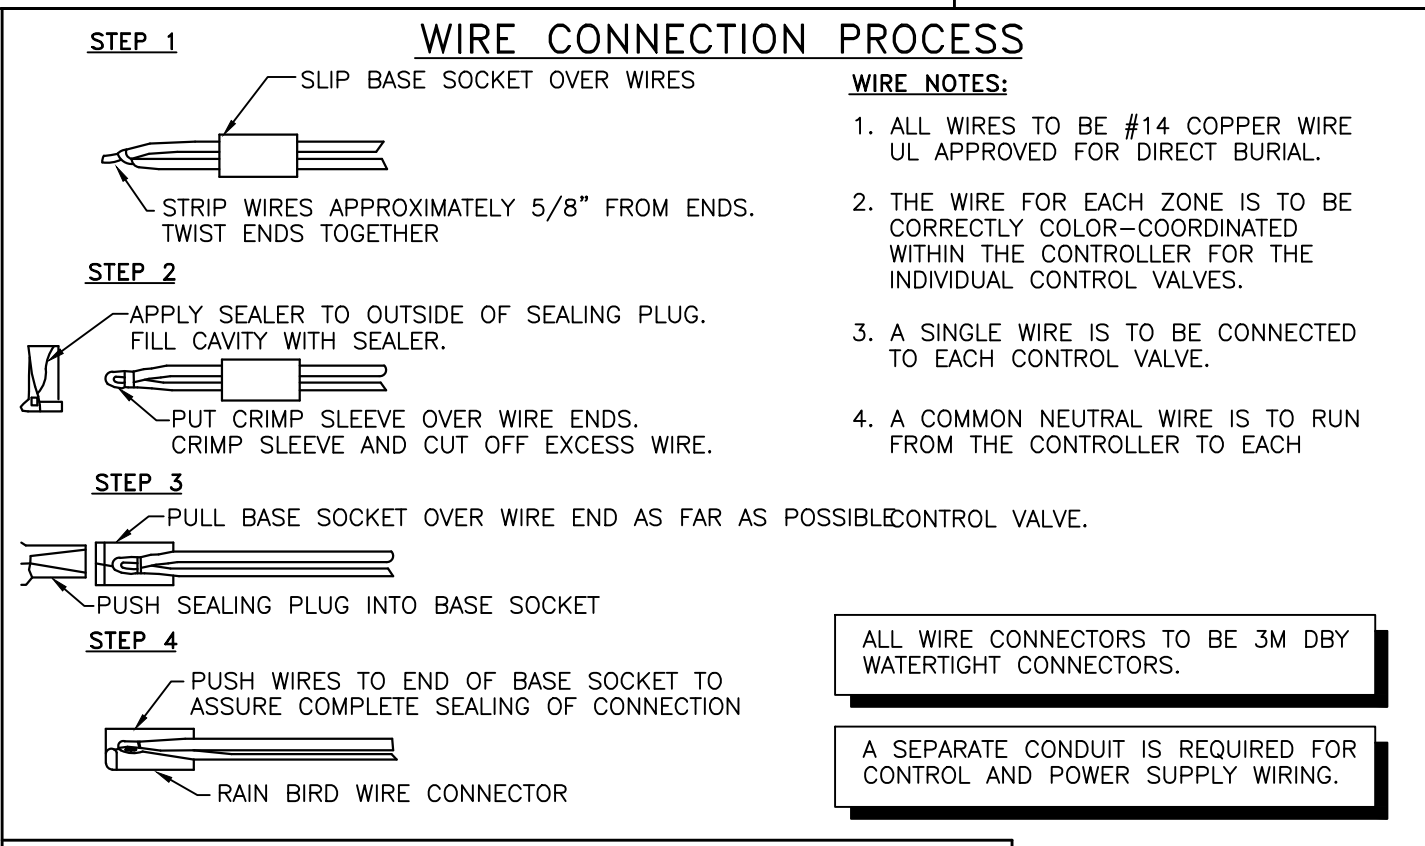 WIRE CONNECTION PROCESS
STEP 1
SLIP BASE SOCKET OVER WIRES
STRIP WIRES APPROXIMATELY 5/8" FROM ENDS.
TWIST ENDS TOGETHER
STEP 2
APPLY SEALER TO OUTSIDE OF SEALING PLUG.
FILL CAVITY WITH SEALER.
PUT CRIMP SLEEVE OVER WIRE ENDS.
CRIMP SLEEVE AND CUT OFF EXCESS WIRE.
STEP 3
PULL BASE SOCKET OVER WIRE END AS FAR AS POSSIBLE
PUSH SEALING PLUG INTO BASE SOCKET
STEP 4
PUSH WIRES TO END OF BASE SOCKET TO
ASSURE COMPLETE SEALING OF CONNECTION
RAIN BIRD WIRE CONNECTOR
WIRE NOTES:
1. ALL WIRES TO BE #14 COPPER WIRE
UL APPROVED FOR DIRECT BURIAL.
2. THE WIRE FOR EACH ZONE IS TO BE
CORRECTLY COLOR-COORDINATED
WITHIN THE CONTROLLER FOR THE
INDIVIDUAL CONTROL VALVES.
3. A SINGLE WIRE IS TO BE CONNECTED
TO EACH CONTROL VALVE.
4. A COMMON NEUTRAL WIRE IS TO RUN
FROM THE CONTROLLER TO EACH
CONTROL VALVE.
ALL WIRE CONNECTORS TO BE 3M DBY
WATERTIGHT CONNECTORS.
A SEPARATE CONDUIT IS REQUIRED FOR
CONTROL AND POWER SUPPLY WIRING.